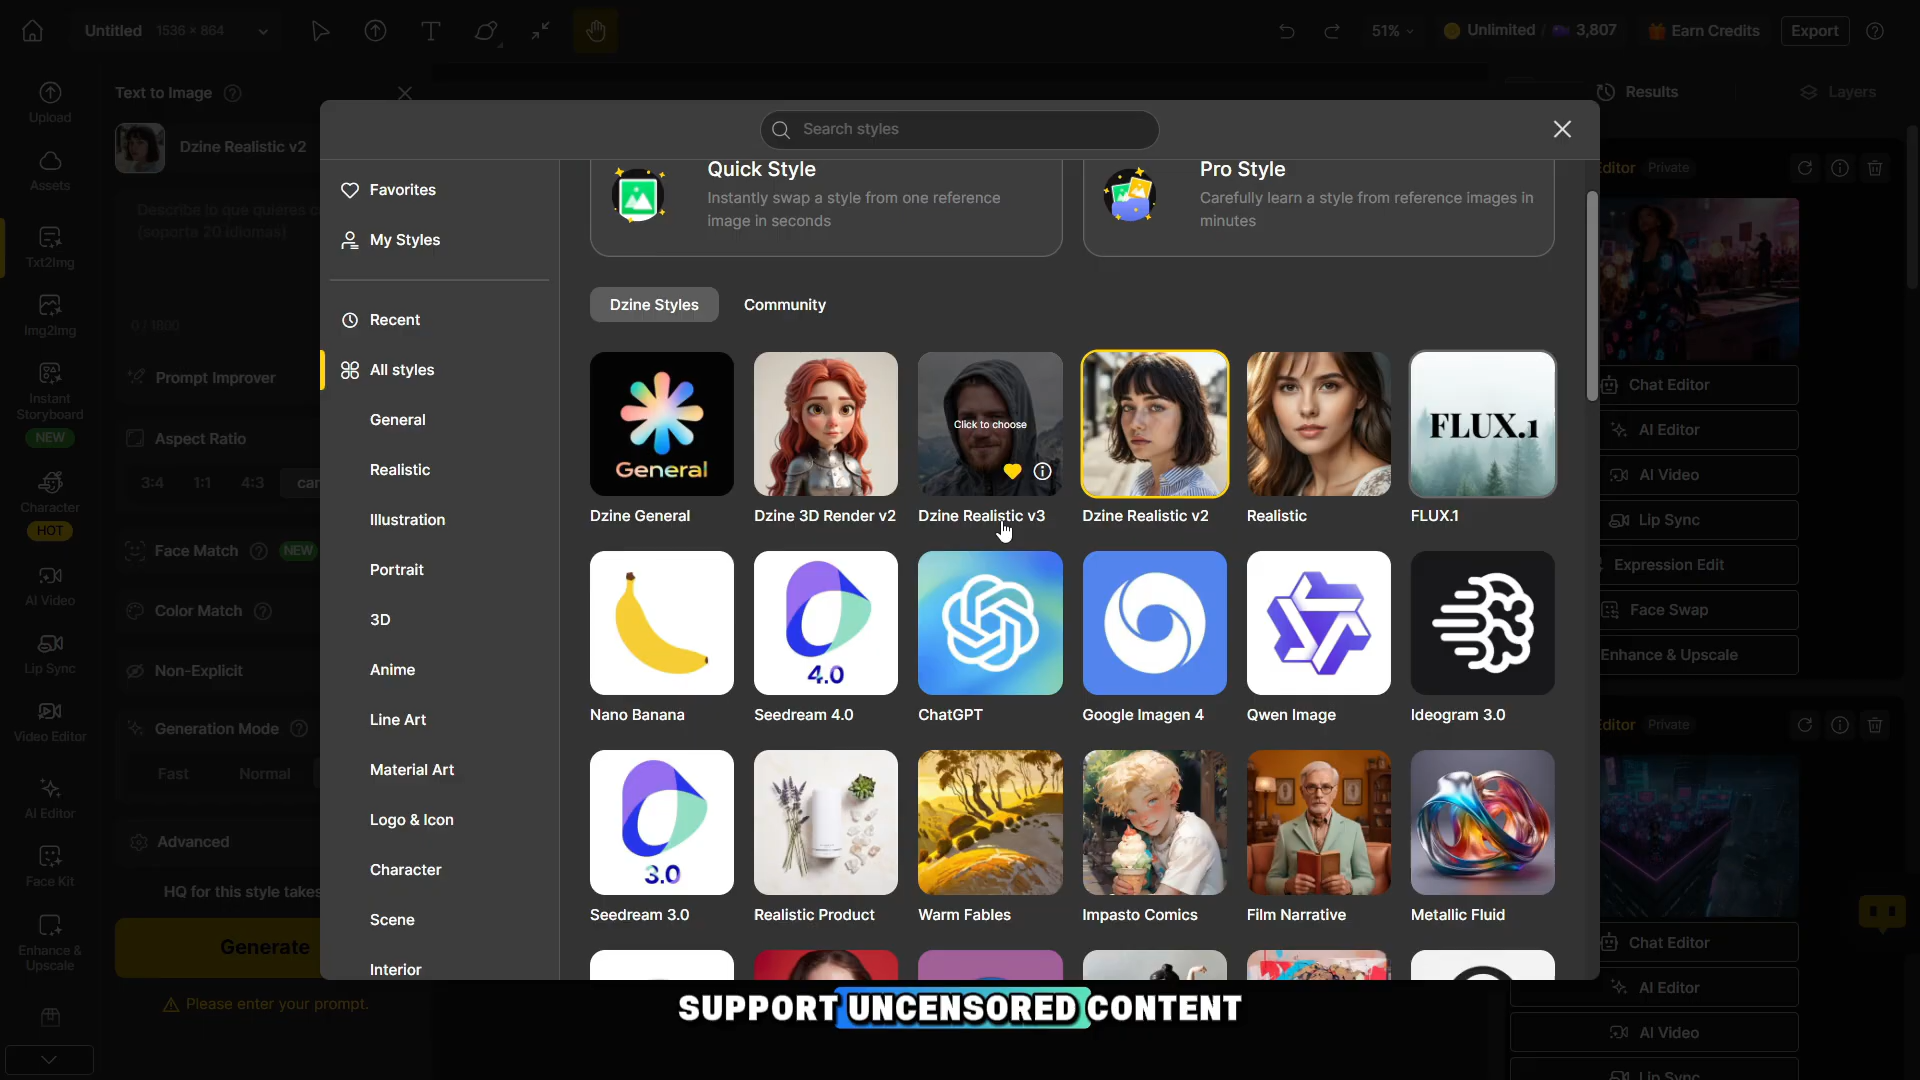 Untitled 1536 × 864
51%
Unlimited / 3,807
Earn Credits
Export
Upload
Assets
Txt2Img
Img2Img
Instant
Storyboard
NEW
Character
HOT
AI Video
Lip Sync
Video Editor
AI Editor
Face Kit
Enhance &
Upscale
Text to Image
Dzine Realistic v2
Describe lo que quieres
(soporta 20 idiomas)
0 / 1800
Prompt Improver
Aspect Ratio
3:4 1:1 4:3
Face Match NEW
Color Match
Non-Explicit
Generation Mode
Fast Normal
Advanced
HQ for this style takes
Generate
Please enter your prompt.
Search styles
Favorites
My Styles
Recent
All styles
General
Realistic
Illustration
Portrait
3D
Anime
Line Art
Material Art
Logo & Icon
Character
Scene
Interior
Quick Style
Instantly swap a style from one reference
image in seconds
Pro Style
Carefully learn a style from reference images in
minutes
Dzine Styles Community
General
Click to choose
FLUX.1
Dzine General Dzine 3D Render v2 Dzine Realistic v3 Dzine Realistic v2 Realistic FLUX.1
4.0
Nano Banana Seedream 4.0 ChatGPT Google Imagen 4 Qwen Image Ideogram 3.0
3.0
Seedream 3.0 Realistic Product Warm Fables Impasto Comics Film Narrative Metallic Fluid
Results Layers
Editor Private
Chat Editor
AI Editor
AI Video
Lip Sync
Expression Edit
Face Swap
Enhance & Upscale
Editor Private
Chat Editor
AI Editor
AI Video
Lip Sync
SUPPORT UNCENSORED CONTENT